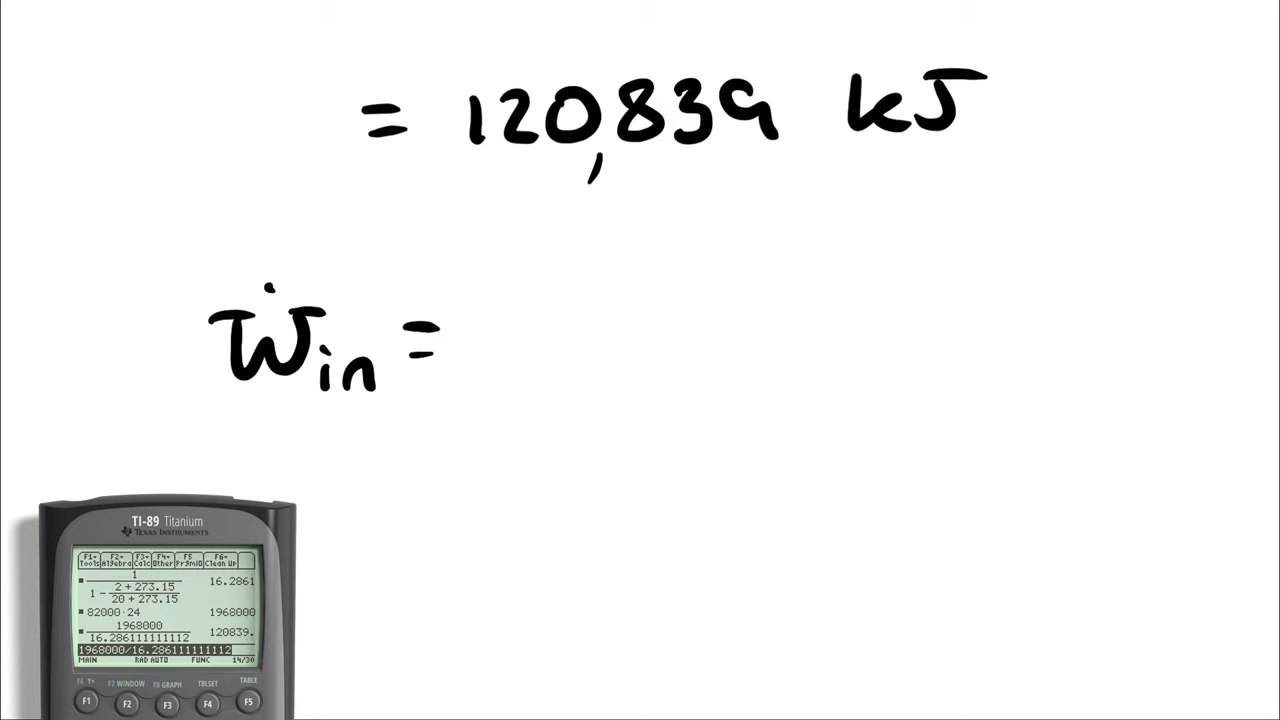 = 120,839 kJ
Ẇin =
TI-89 Titanium
TEXAS INSTRUMENTS
F1▾ F2▾ F3▾ F4▾ F5 F6▾
Tools Algebra Calc Other PrgmIO Clean Up
▪ 1 / (1 - (2 + 273.15) / (20 + 273.15)) 16.2861
▪ 82000·24 1968000
▪ 1968000 / 16.286111111112 120839.
1968000/16.286111111112
MAIN RAD AUTO FUNC 14/30
F6 Y= F7 WINDOW F8 GRAPH TBLSET TABLE
F1 F2 F3 F4 F5